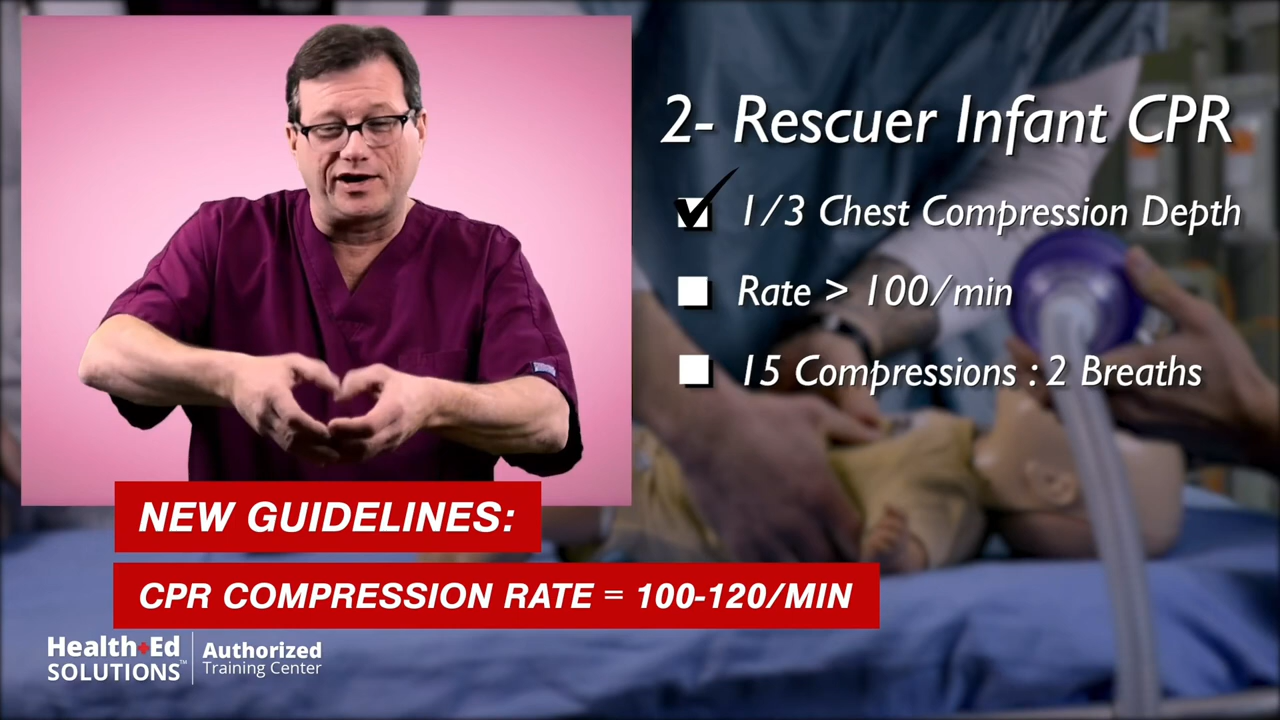 2- Rescuer Infant CPR
1/3 Chest Compression Depth
Rate > 100/min
15 Compressions : 2 Breaths
NEW GUIDELINES:
CPR COMPRESSION RATE = 100-120/MIN
Health+Ed
SOLUTIONS™
Authorized
Training Center